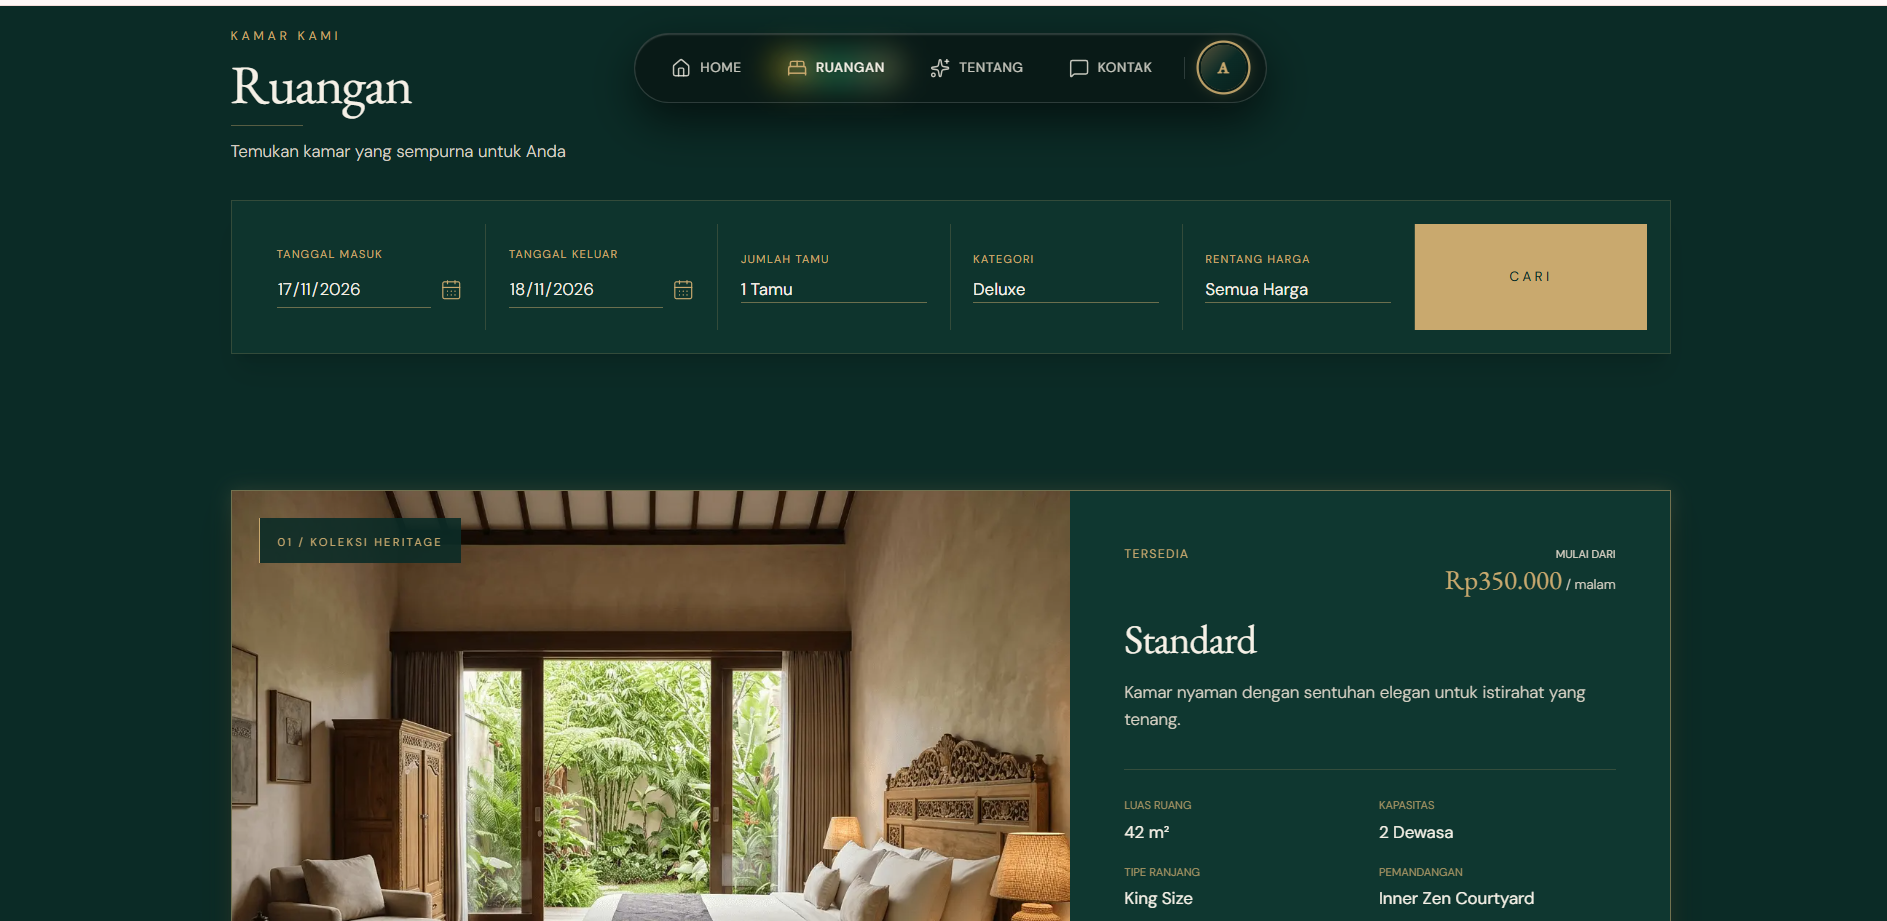 KAMAR KAMI
Ruangan
Temukan kamar yang sempurna untuk Anda
HOME RUANGAN TENTANG KONTAK A
TANGGAL MASUK
17/11/2026
TANGGAL KELUAR
18/11/2026
JUMLAH TAMU
1 Tamu
KATEGORI
Deluxe
RENTANG HARGA
Semua Harga
CARI
01 / KOLEKSI HERITAGE
TERSEDIA
MULAI DARI
Rp350.000 / malam
Standard
Kamar nyaman dengan sentuhan elegan untuk istirahat yang
tenang.
LUAS RUANG
42 m²
KAPASITAS
2 Dewasa
TIPE RANJANG
King Size
PEMANDANGAN
Inner Zen Courtyard